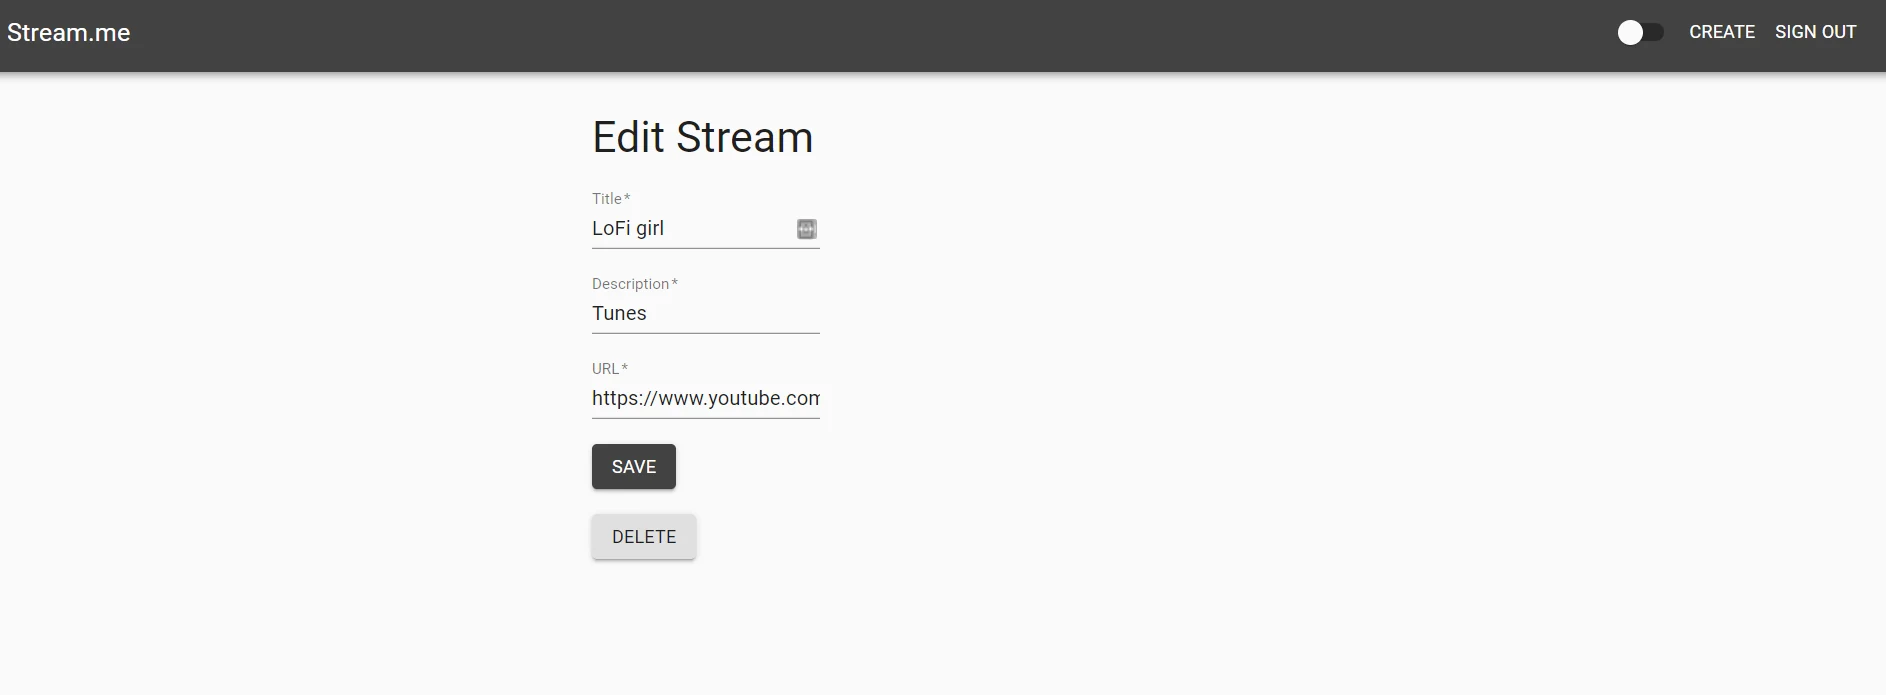 Stream.me
CREATE SIGN OUT
Edit Stream
Title *
LoFi girl
Description *
Tunes
URL *
https://www.youtube.com
SAVE
DELETE